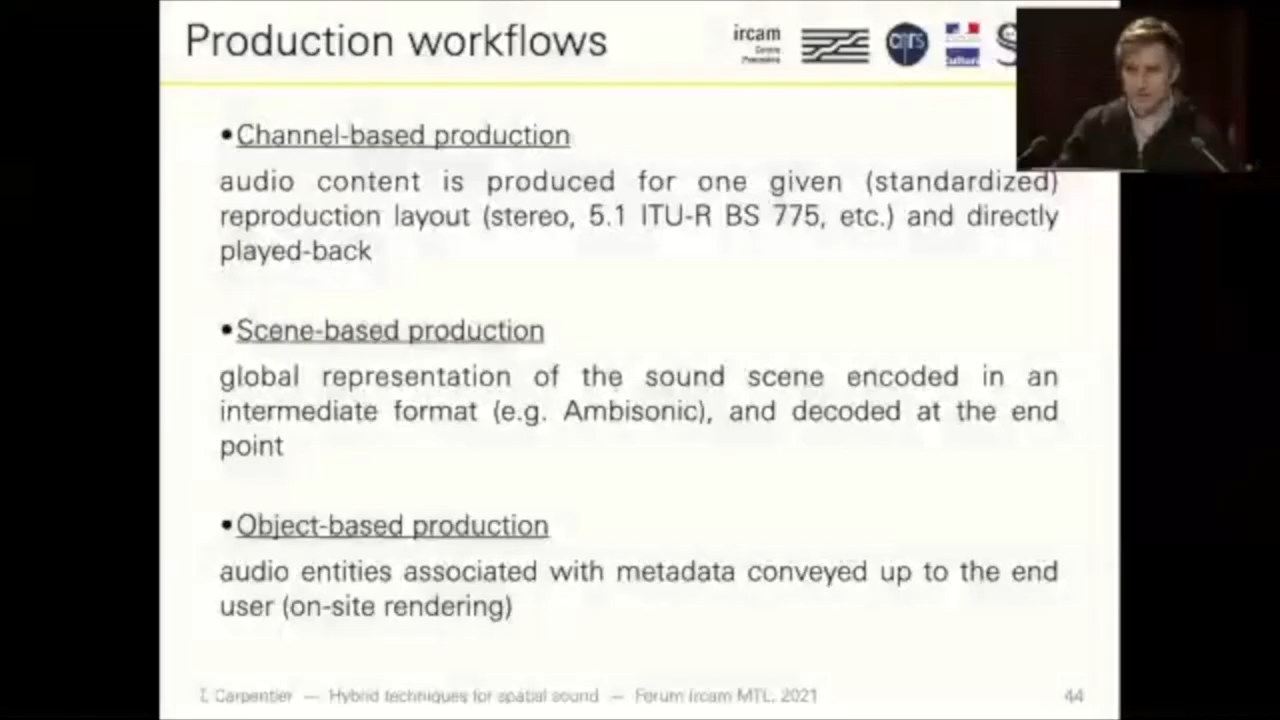 Production workflows
ircam
Centre
Pompidou
cnrs
Culture
•Channel-based production
audio content is produced for one given (standardized)
reproduction layout (stereo, 5.1 ITU-R BS 775, etc.) and directly
played-back
•Scene-based production
global representation of the sound scene encoded in an
intermediate format (e.g. Ambisonic), and decoded at the end
point
•Object-based production
audio entities associated with metadata conveyed up to the end
user (on-site rendering)
T. Carpentier — Hybrid techniques for spatial sound — Forum Ircam MTL, 2021
44